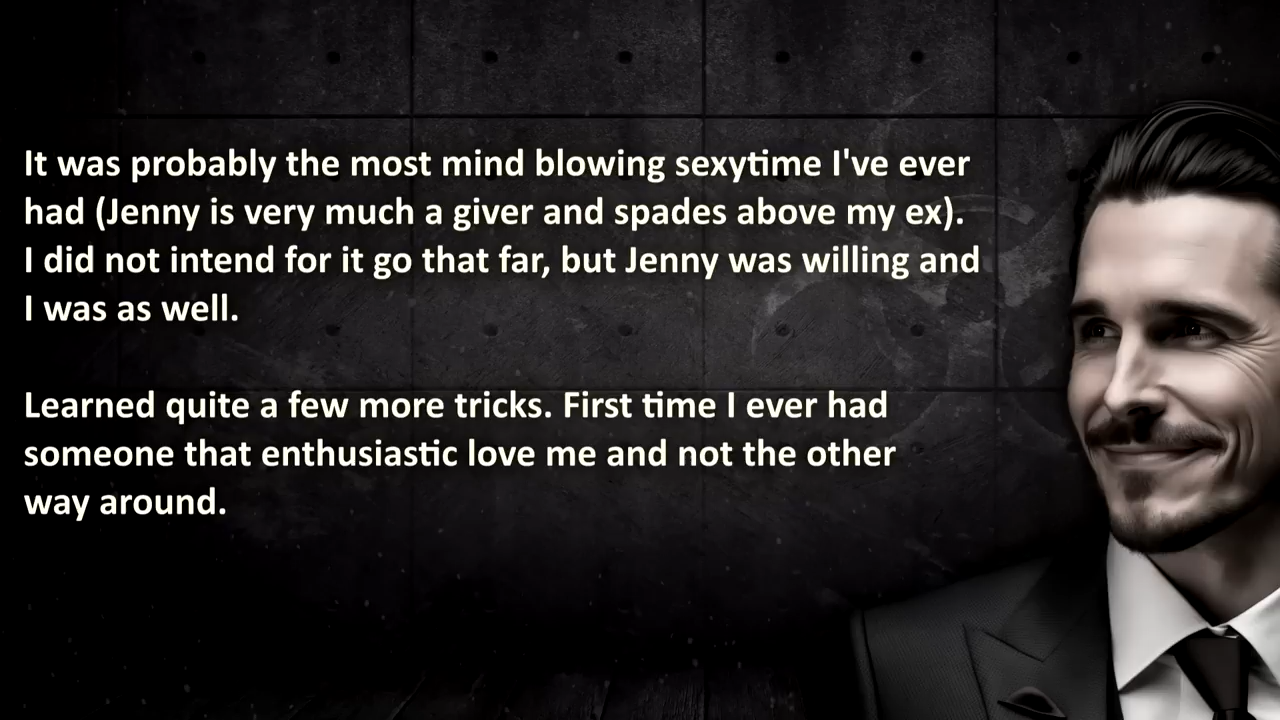 It was probably the most mind blowing sexytime I've ever
had (Jenny is very much a giver and spades above my ex).
I did not intend for it go that far, but Jenny was willing and
I was as well.
Learned quite a few more tricks. First time I ever had
someone that enthusiastic love me and not the other
way around.